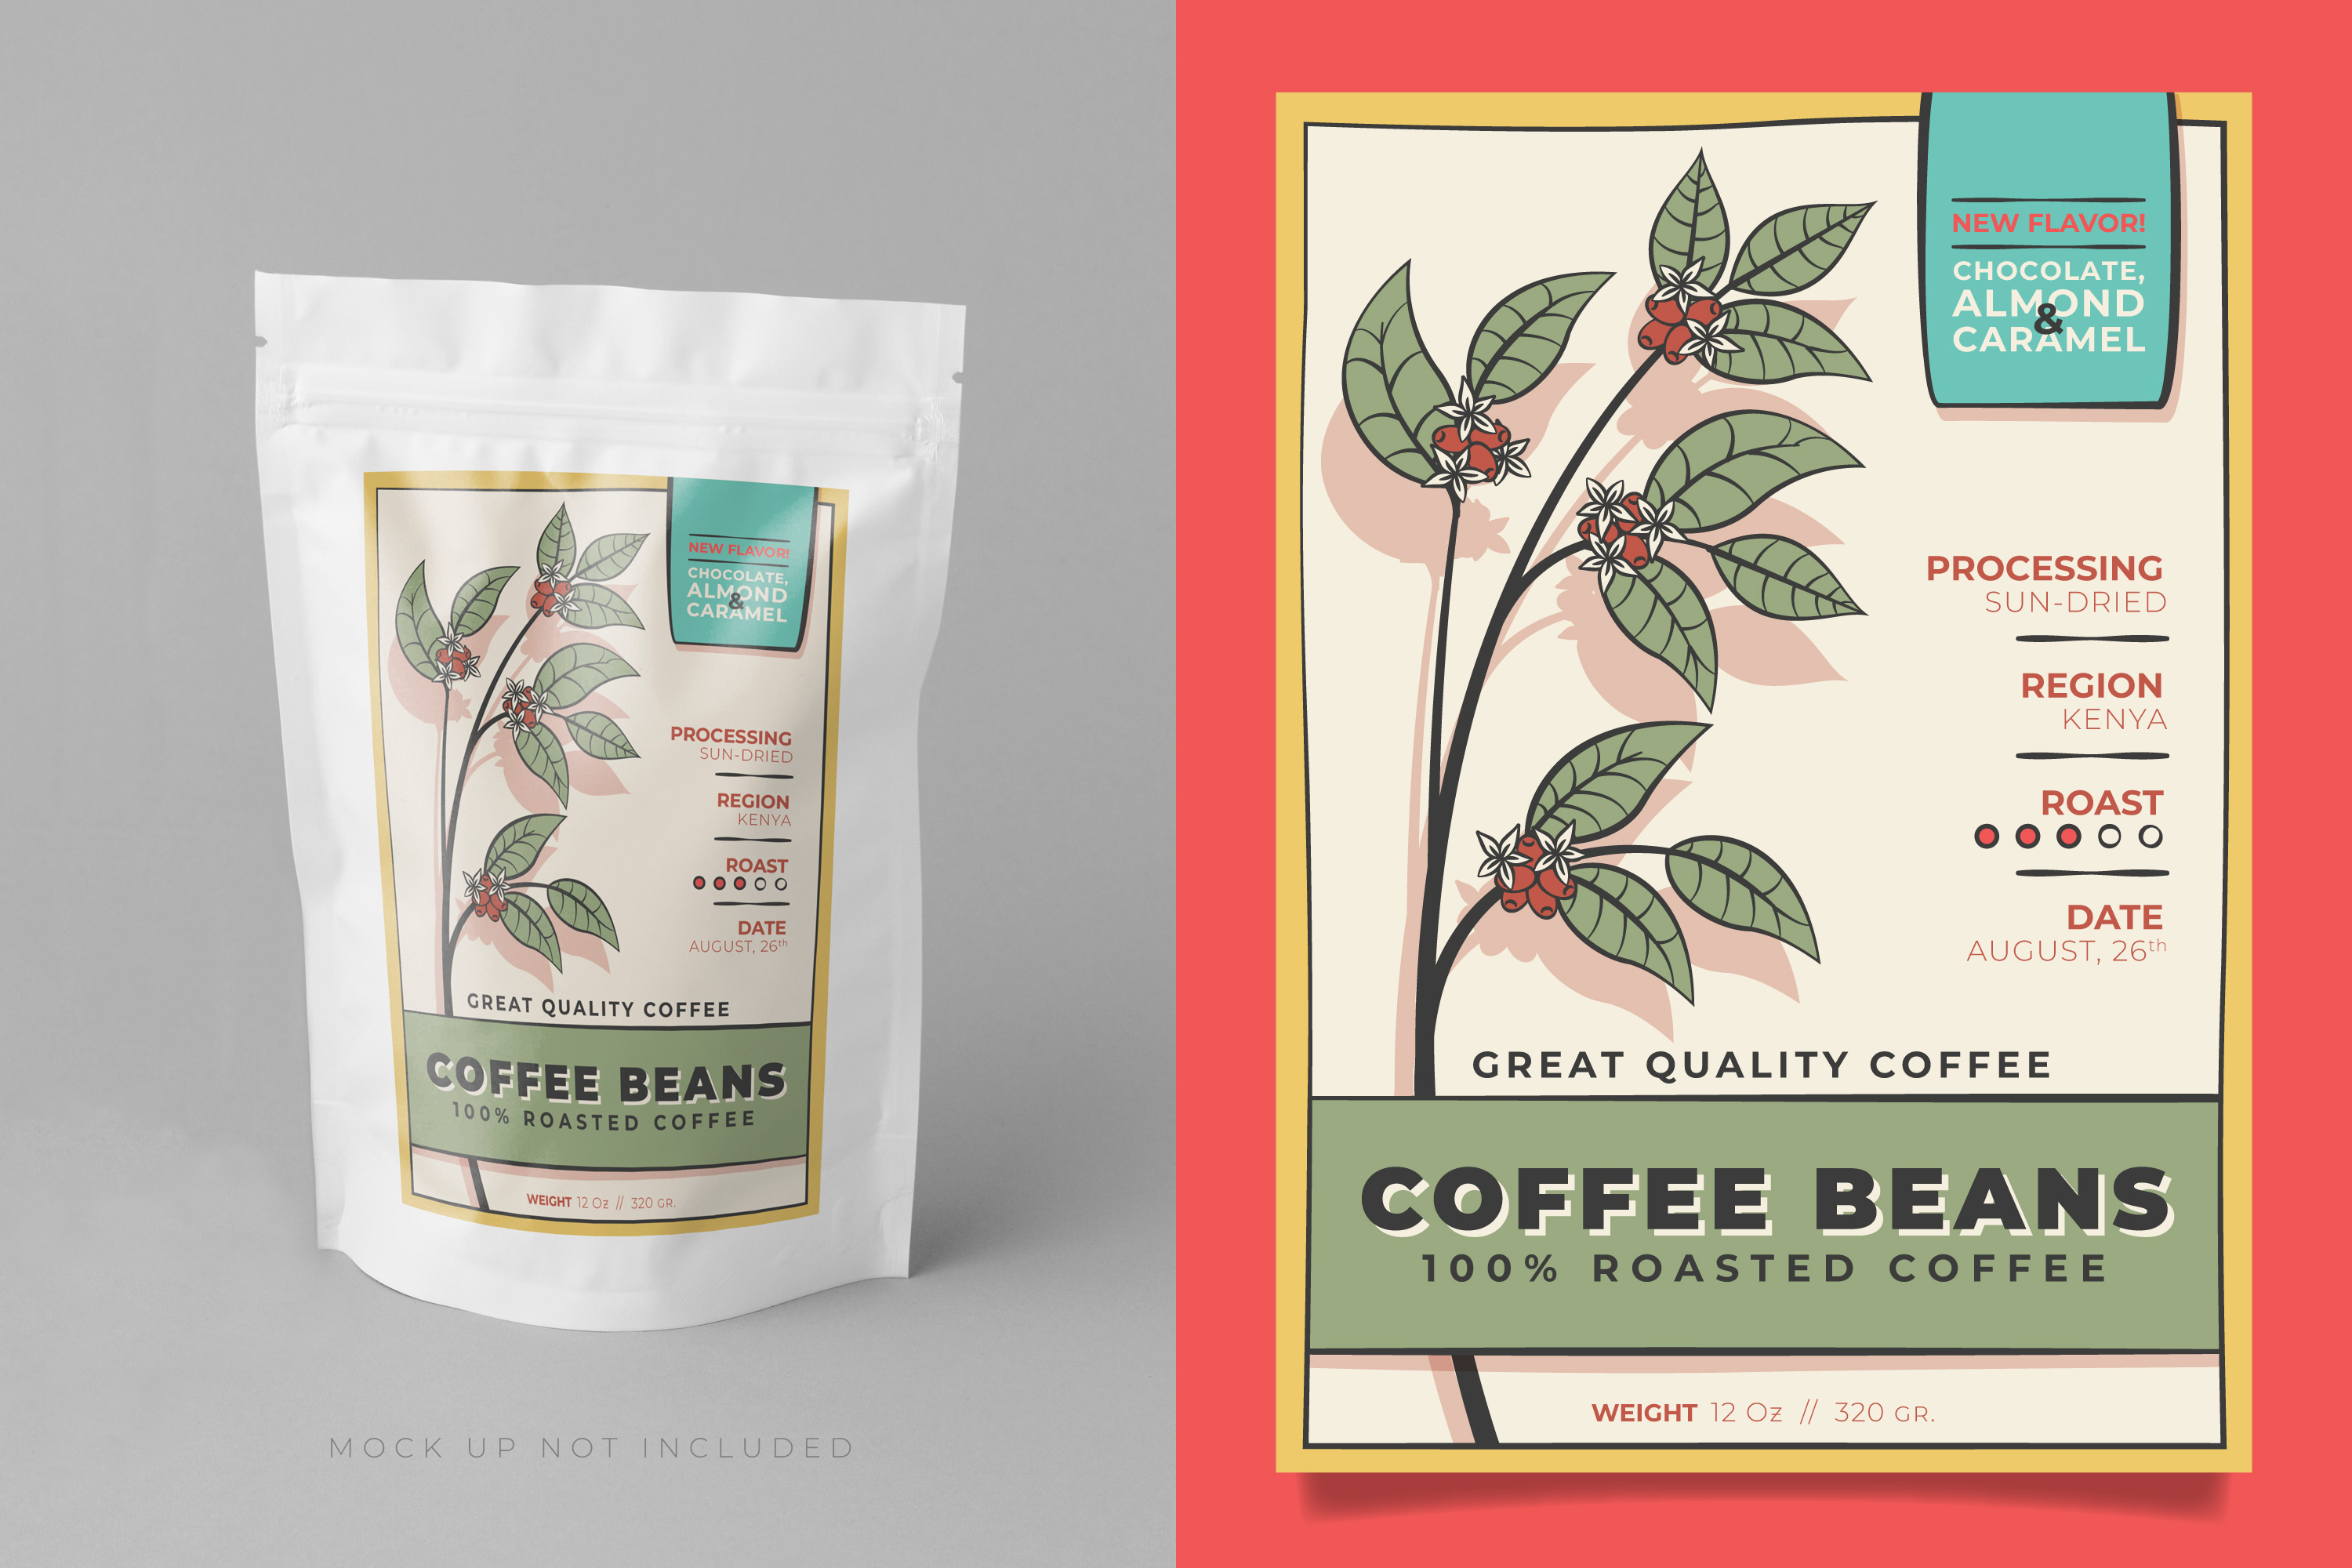 NEW FLAVOR!
CHOCOLATE,
ALMOND
&
CARAMEL
PROCESSING
SUN-DRIED
REGION
KENYA
ROAST
DATE
AUGUST, 26th
GREAT QUALITY COFFEE
COFFEE BEANS
100% ROASTED COFFEE
WEIGHT 12 Oz // 320 GR.
MOCK UP NOT INCLUDED
NEW FLAVOR!
CHOCOLATE,
ALMOND
&
CARAMEL
PROCESSING
SUN-DRIED
REGION
KENYA
ROAST
DATE
AUGUST, 26th
GREAT QUALITY COFFEE
COFFEE BEANS
100% ROASTED COFFEE
WEIGHT 12 Oz // 320 GR.